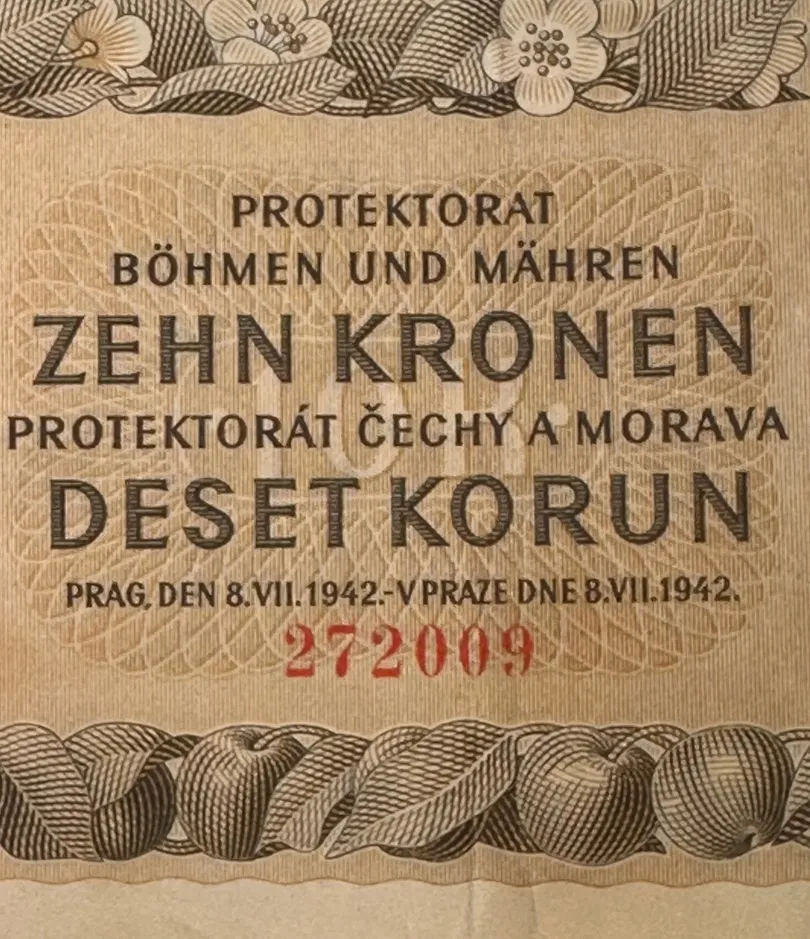 PROTEKTORAT
BÖHMEN UND MÄHREN
ZEHN KRONEN
PROTEKTORÁT ČECHY A MORAVA
DESET KORUN
PRAG, DEN 8.VII.1942.-V PRAZE DNE 8.VII.1942.
272009